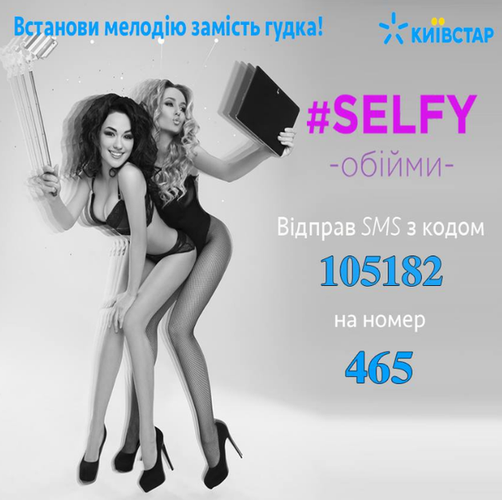 Встанови мелодію замість гудка!
КИЇВСТАР
#SELFY
-обійми-
Відправ SMS з кодом
105182
на номер
465